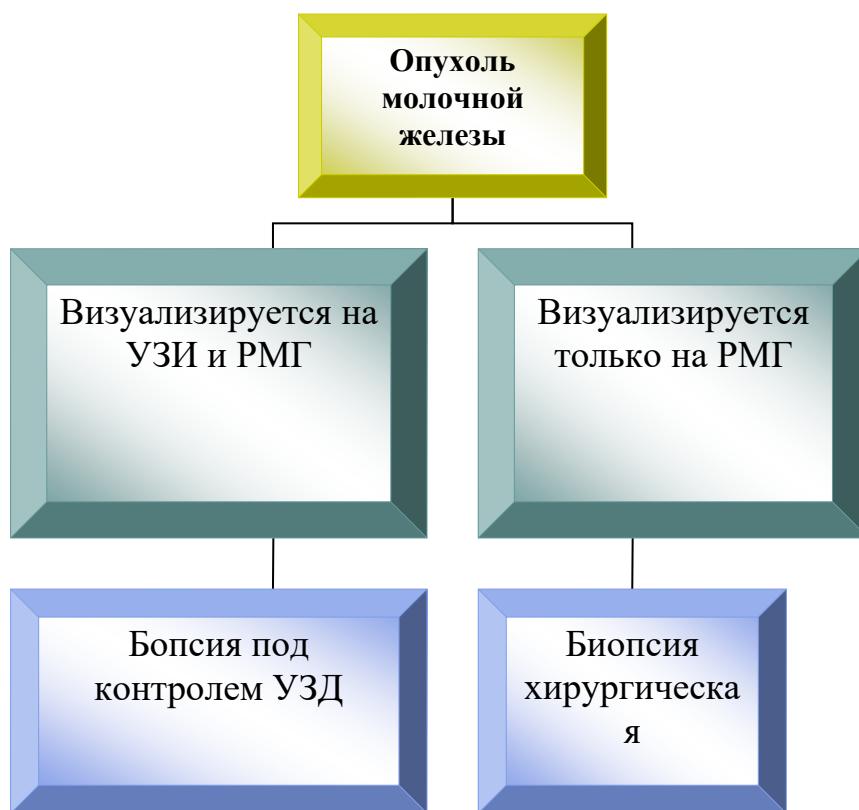 Опухоль
молочной
железы
Визуализируется на
УЗИ и РМГ
Визуализируется
только на РМГ
Бопсия под
контролем УЗД
Биопсия
хирургическа
я